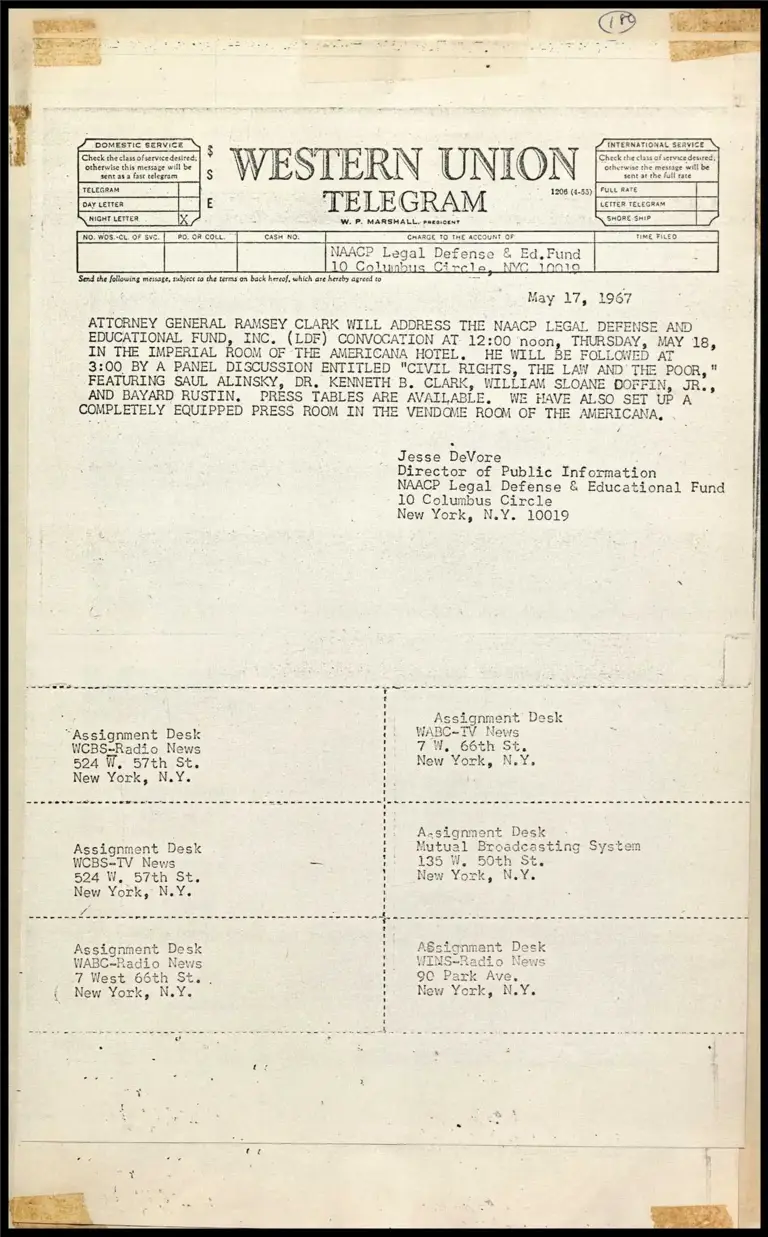 180
DOMESTIC SERVICE
Check the class of service desired;
otherwise this message will be
sent as a fast telegram
TELEGRAM
DAY LETTER
NIGHT LETTER X
$
S
E
WESTERN UNION
TELEGRAM
1206 (4-55)
W. P. MARSHALL, PRESIDENT
INTERNATIONAL SERVICE
Check the class of service desired;
otherwise the message will be
sent at the full rate
FULL RATE
LETTER TELEGRAM
SHORE SHIP
NO. WDS.-CL. OF SVC. PD. OR COLL. CASH NO. CHARGE TO THE ACCOUNT OF TIME FILED
NAACP Legal Defense & Ed.Fund
10 Columbus Circle, NYC 10019
Send the following message, subject to the terms on back hereof, which are hereby agreed to
May 17, 1967
ATTORNEY GENERAL RAMSEY CLARK WILL ADDRESS THE NAACP LEGAL DEFENSE AND
EDUCATIONAL FUND, INC. (LDF) CONVOCATION AT 12:00 noon, THURSDAY, MAY 18,
IN THE IMPERIAL ROOM OF THE AMERICANA HOTEL. HE WILL BE FOLLOWED AT
3:00 BY A PANEL DISCUSSION ENTITLED "CIVIL RIGHTS, THE LAW AND THE POOR,"
FEATURING SAUL ALINSKY, DR. KENNETH B. CLARK, WILLIAM SLOANE DOFFIN, JR.,
AND BAYARD RUSTIN. PRESS TABLES ARE AVAILABLE. WE HAVE ALSO SET UP A
COMPLETELY EQUIPPED PRESS ROOM IN THE VENDOME ROOM OF THE AMERICANA.
Jesse DeVore
Director of Public Information
NAACP Legal Defense & Educational Fund
10 Columbus Circle
New York, N.Y. 10019
Assignment Desk
WCBS-Radio News
524 W. 57th St.
New York, N.Y.
Assignment Desk
WABC-TV News
7 W. 66th St.
New York, N.Y.
Assignment Desk
WCBS-TV News
524 W. 57th St.
New York, N.Y.
Assignment Desk
Mutual Broadcasting System
135 W. 50th St.
New York, N.Y.
Assignment Desk
WABC-Radio News
7 West 66th St.
New York, N.Y.
Assignment Desk
WINS-Radio News
90 Park Ave.
New York, N.Y.